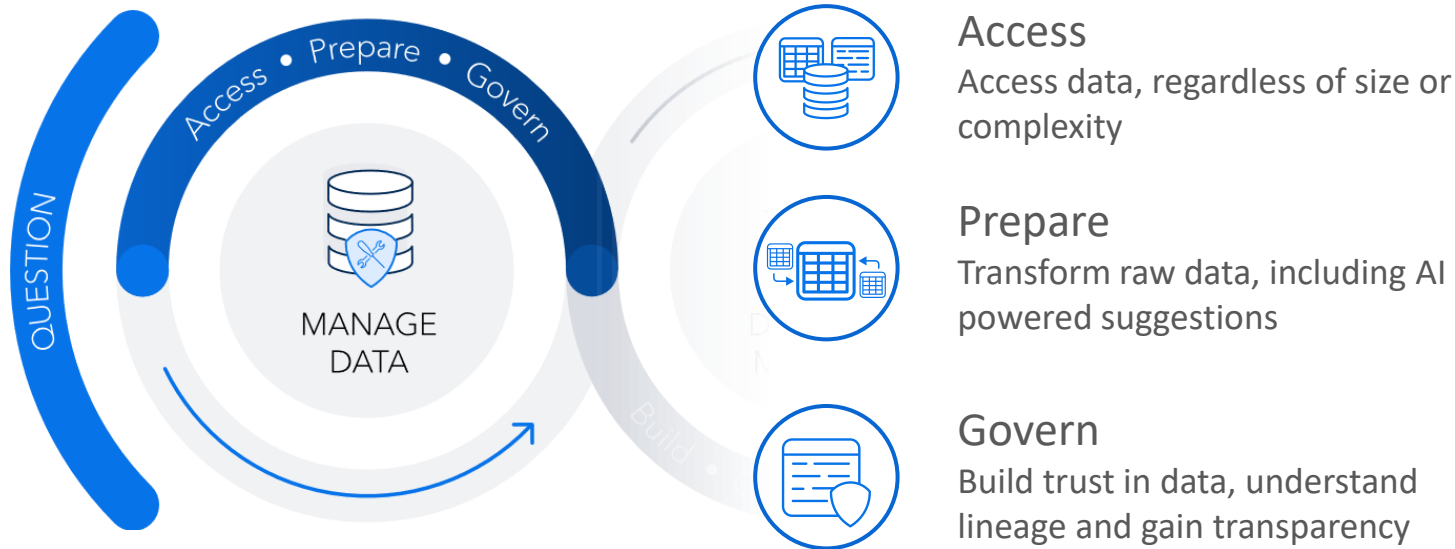 QUESTION
Access • Prepare • Govern
MANAGE
DATA
Build •
Access
Access data, regardless of size or
complexity
Prepare
Transform raw data, including AI
powered suggestions
Govern
Build trust in data, understand
lineage and gain transparency